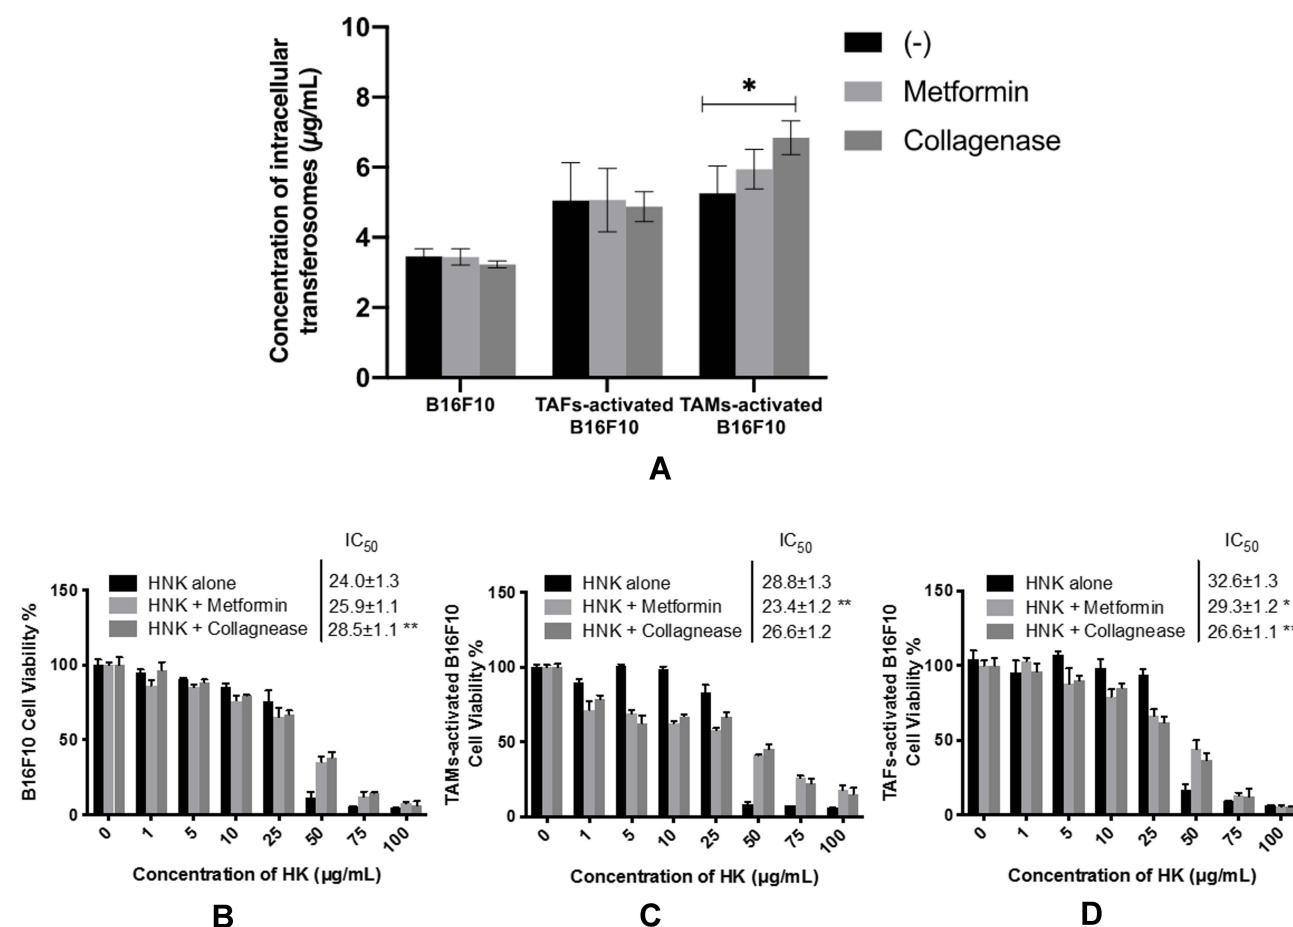 Concentration of intracellular
transferosomes (µg/mL)
10
8
6
4
2
0
*
(-)
Metformin
Collagenase
B16F10
TAFs-activated
B16F10
TAMs-activated
B16F10
A
B16F10 Cell Viability %
150
100
50
0
IC50
HNK alone 24.0±1.3
HNK + Metformin 25.9±1.1
HNK + Collagnease 28.5±1.1 **
0 1 5 10 25 50 75 100
Concentration of HK (µg/mL)
B
TAMs-activated B16F10
Cell Viability %
150
100
50
0
IC50
HNK alone 28.8±1.3
HNK + Metformin 23.4±1.2 **
HNK + Collagnease 26.6±1.2
0 1 5 10 25 50 75 100
Concentration of HK (µg/mL)
C
TAFs-activated B16F10
Cell Viability %
150
100
50
0
IC50
HNK alone 32.6±1.3
HNK + Metformin 29.3±1.2 *
HNK + Collagnease 26.6±1.1 **
0 1 5 10 25 50 75 100
Concentration of HK (µg/mL)
D